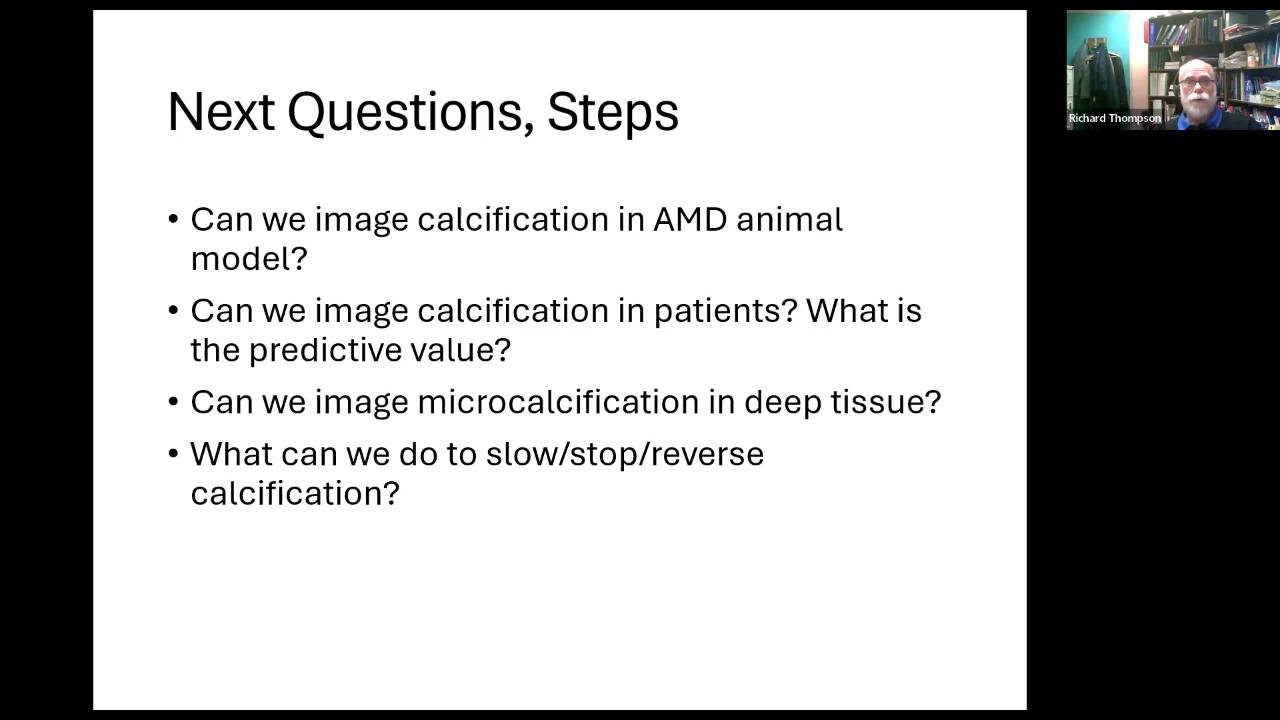 Next Questions, Steps
• Can we image calcification in AMD animal
model?
• Can we image calcification in patients? What is
the predictive value?
• Can we image microcalcification in deep tissue?
• What can we do to slow/stop/reverse
calcification?
Richard Thompson